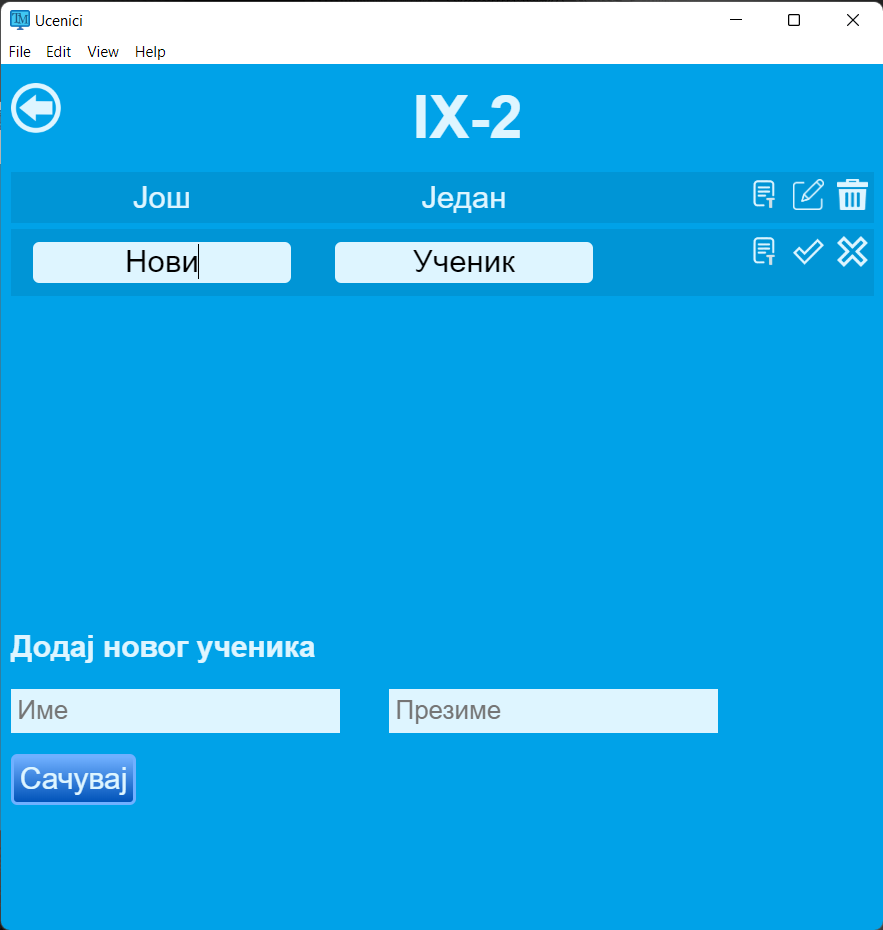 Ucenici
File Edit View Help
IX-2
Још Један
Нови Ученик
Додај новог ученика
Име Презиме
Сачувај